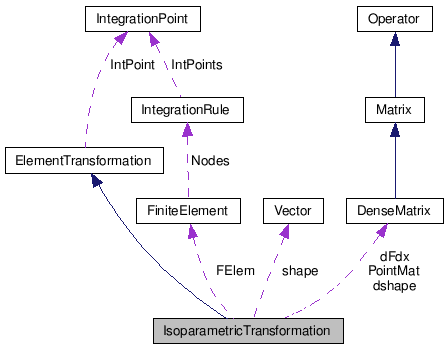 IntegrationPoint
Operator
IntPoint
IntPoints
IntegrationRule
Matrix
ElementTransformation
Nodes
FiniteElement
Vector
DenseMatrix
FElem
shape
dFdx
PointMat
dshape
IsoparametricTransformation